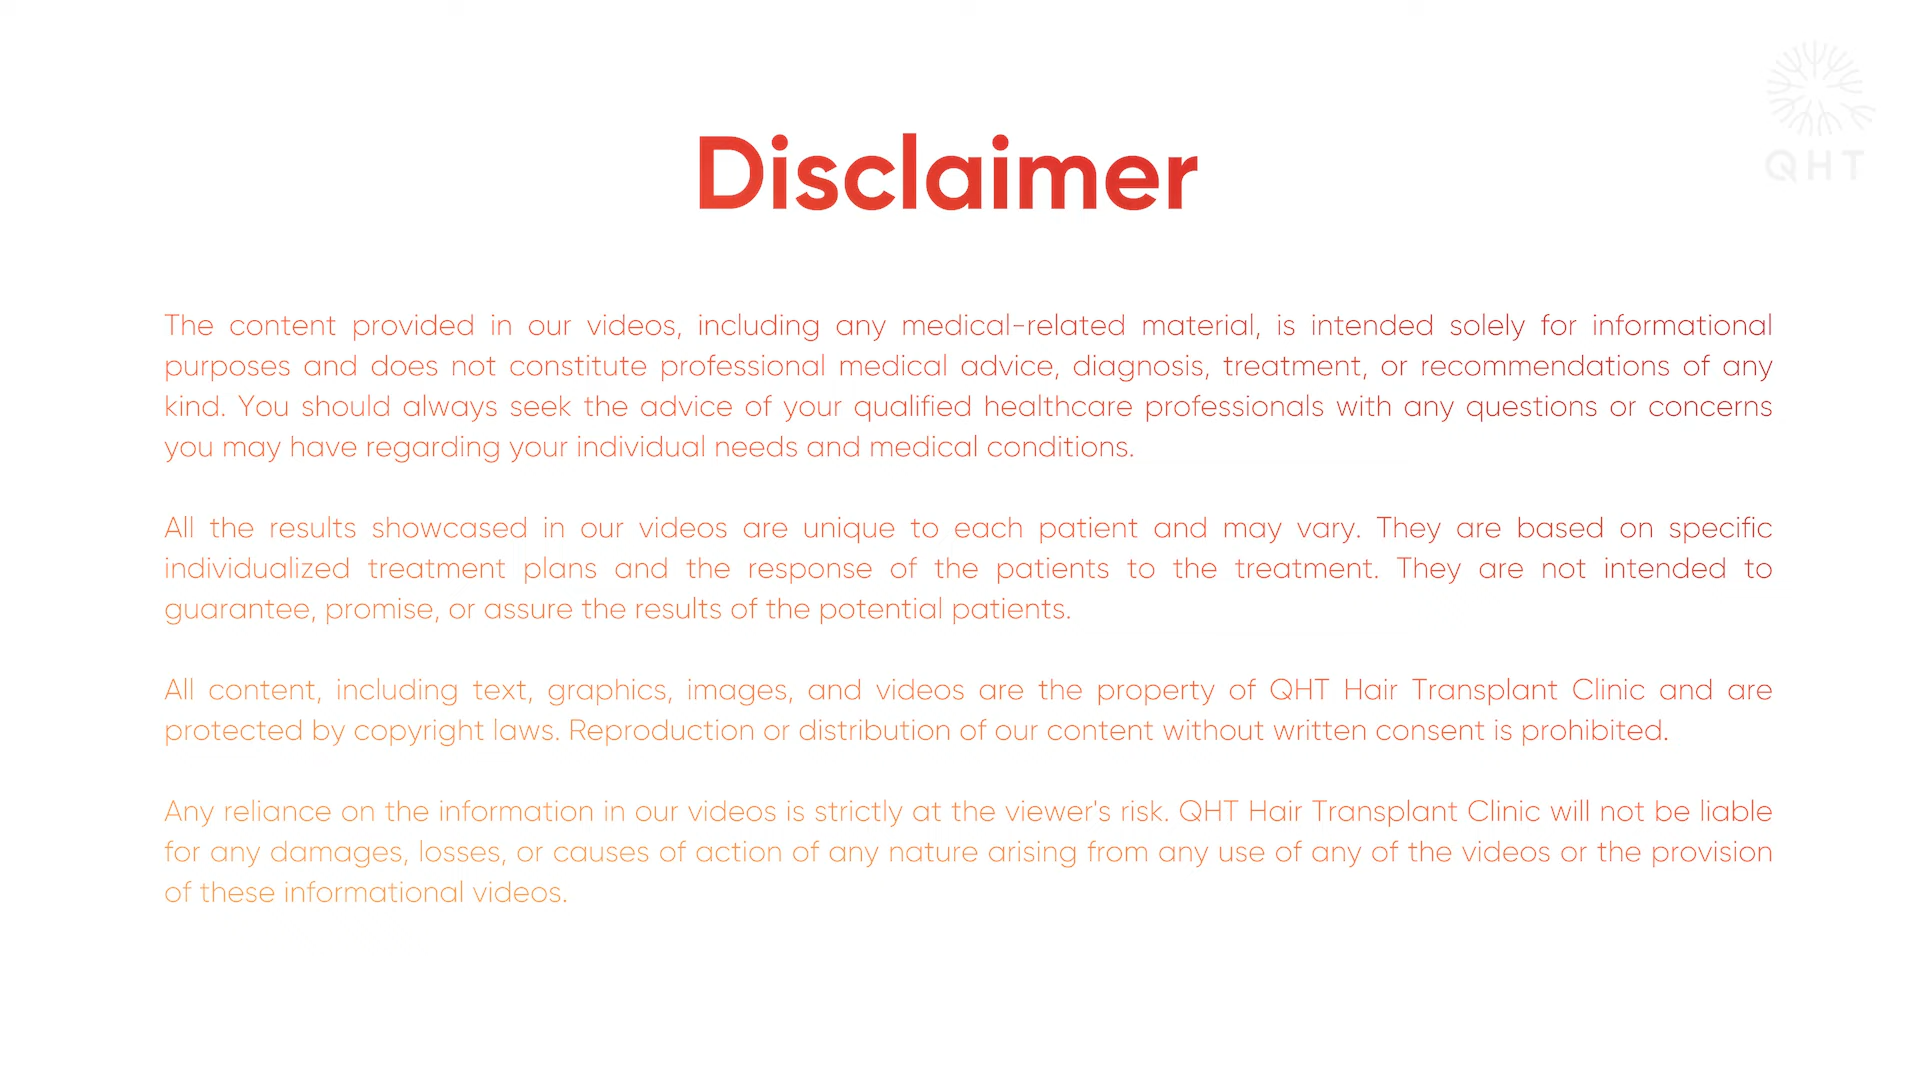 QHT
Disclaimer
The content provided in our videos, including any medical-related material, is intended solely for informational
purposes and does not constitute professional medical advice, diagnosis, treatment, or recommendations of any
kind. You should always seek the advice of your qualified healthcare professionals with any questions or concerns
you may have regarding your individual needs and medical conditions.
All the results showcased in our videos are unique to each patient and may vary. They are based on specific
individualized treatment plans and the response of the patients to the treatment. They are not intended to
guarantee, promise, or assure the results of the potential patients.
All content, including text, graphics, images, and videos are the property of QHT Hair Transplant Clinic and are
protected by copyright laws. Reproduction or distribution of our content without written consent is prohibited.
Any reliance on the information in our videos is strictly at the viewer's risk. QHT Hair Transplant Clinic will not be liable
for any damages, losses, or causes of action of any nature arising from any use of any of the videos or the provision
of these informational videos.